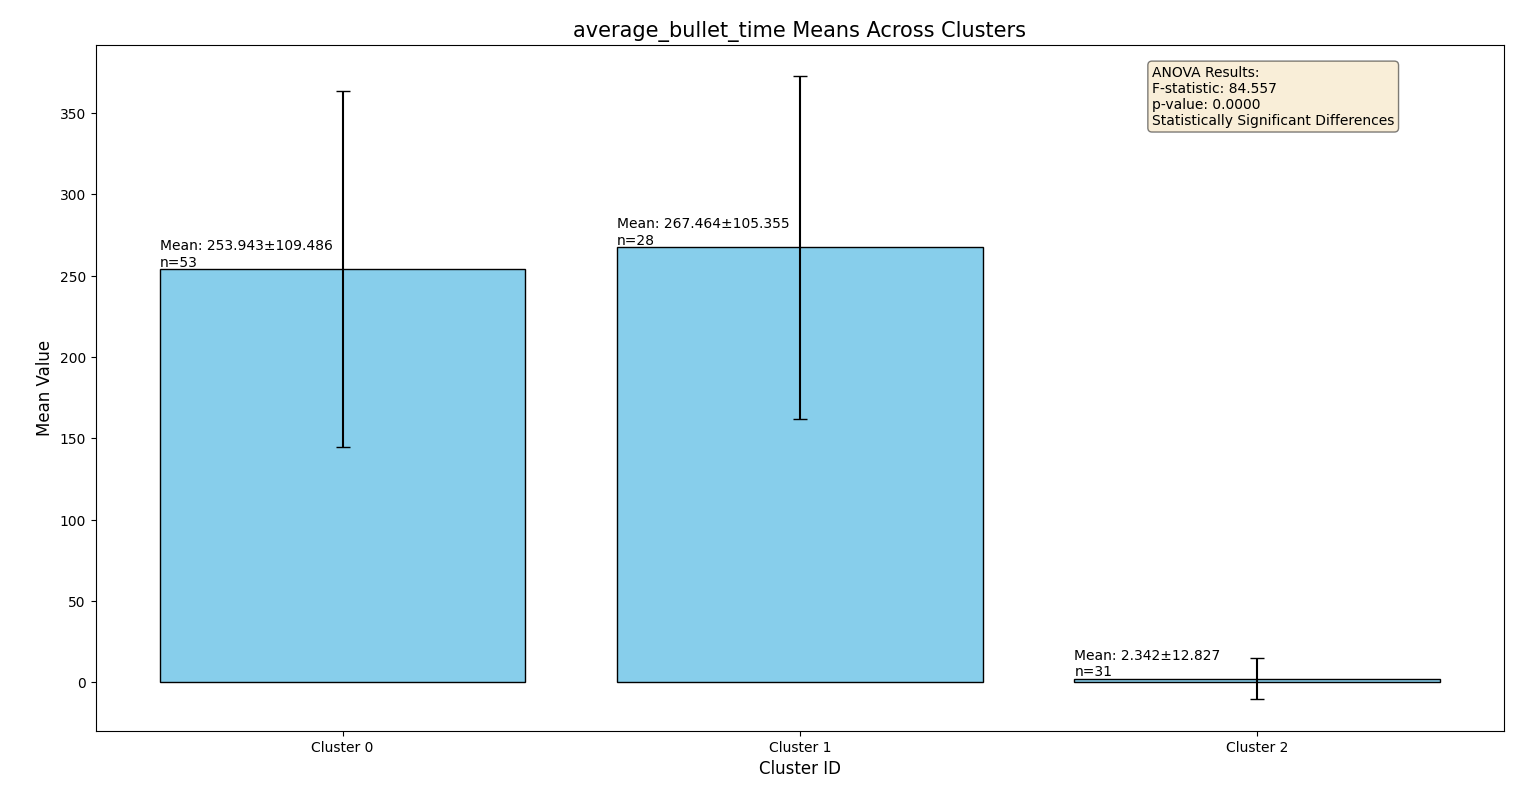 average_bullet_time Means Across Clusters
ANOVA Results:
F-statistic: 84.557
p-value: 0.0000
Statistically Significant Differences
Mean Value
350
300
250
200
150
100
50
0
Mean: 253.943±109.486
n=53
Mean: 267.464±105.355
n=28
Mean: 2.342±12.827
n=31
Cluster 0
Cluster 1
Cluster 2
Cluster ID